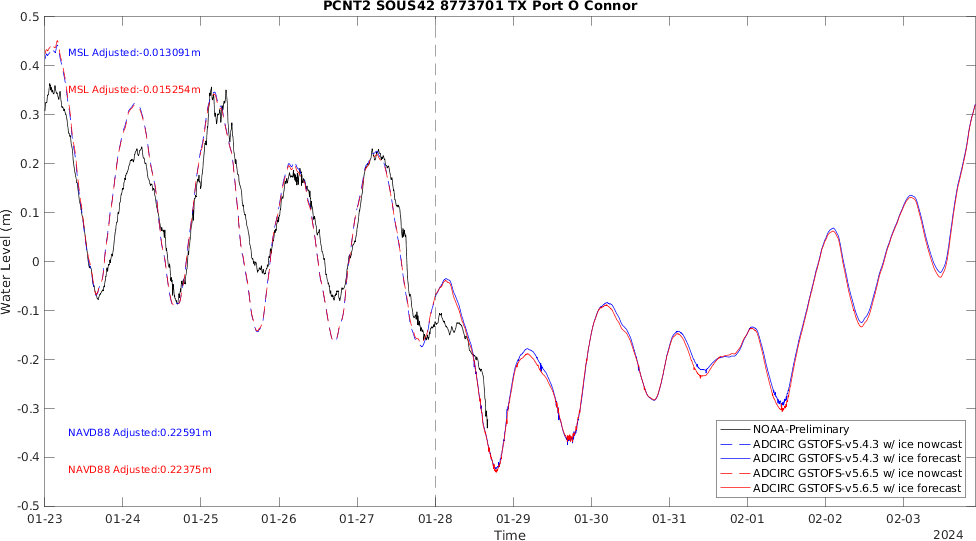 PCNT2 SOUS42 8773701 TX Port O Connor
0.5
0.4
0.3
0.2
0.1
0
-0.1
-0.2
-0.3
-0.4
-0.5
Water Level (m)
MSL Adjusted:-0.013091m
MSL Adjusted:-0.015254m
NAVD88 Adjusted:0.22591m
NAVD88 Adjusted:0.22375m
NOAA-Preliminary
ADCIRC GSTOFS-v5.4.3 w/ ice nowcast
ADCIRC GSTOFS-v5.4.3 w/ ice forecast
ADCIRC GSTOFS-v5.6.5 w/ ice nowcast
ADCIRC GSTOFS-v5.6.5 w/ ice forecast
01-23 01-24 01-25 01-26 01-27 01-28 01-29 01-30 01-31 02-01 02-02 02-03
Time
2024